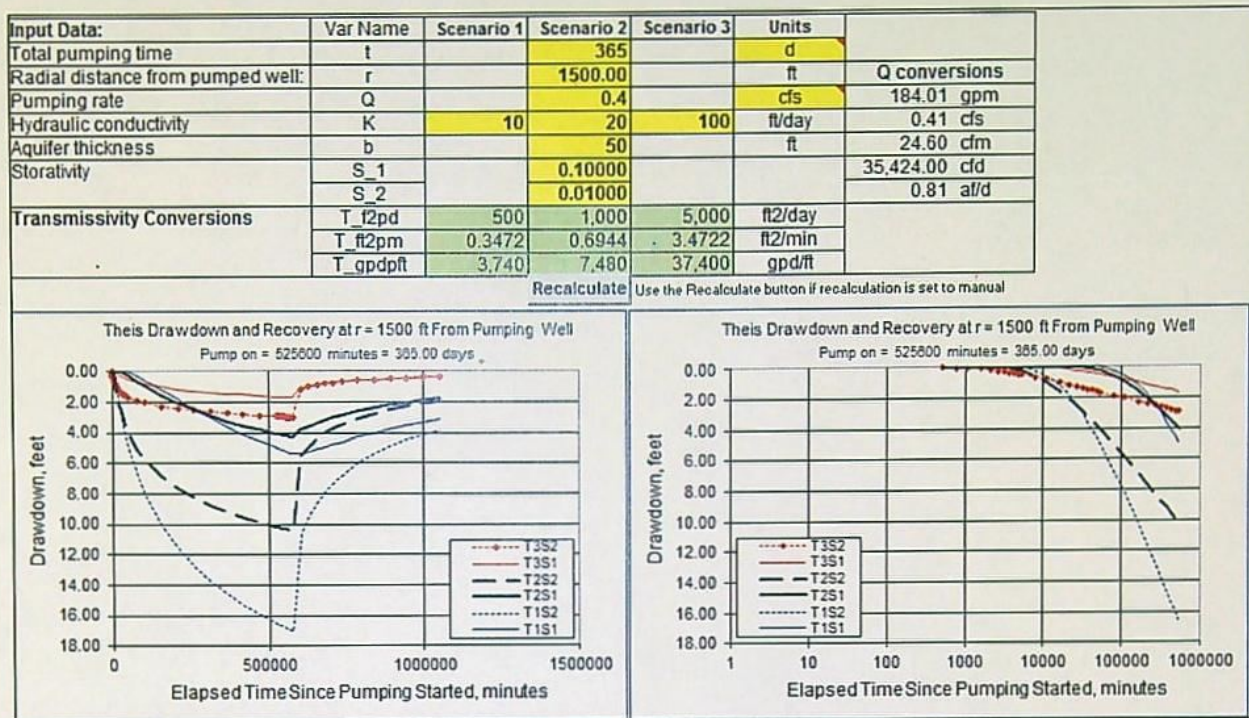 Input Data: Var Name Scenario 1 Scenario 2 Scenario 3 Units
Total pumping time t 365 d
Radial distance from pumped well: r 1500.00 ft Q conversions
Pumping rate Q 0.4 cfs 184.01 gpm
Hydraulic conductivity K 10 20 100 ft/day 0.41 cfs
Aquifer thickness b 50 ft 24.60 cfm
Storativity S_1 0.10000 35,424.00 cfd
S_2 0.01000 0.81 af/d
Transmissivity Conversions T_f2pd 500 1,000 5,000 ft2/day
T_ft2pm 0.3472 0.6944 3.4722 ft2/min
T_gpdpft 3,740 7,480 37,400 gpd/ft
Recalculate Use the Recalculate button if recalculation is set to manual
Theis Drawdown and Recovery at r = 1500 ft From Pumping Well
Pump on = 525600 minutes = 365.00 days
Drawdown, feet
0.00
2.00
4.00
6.00
8.00
10.00
12.00
14.00
16.00
18.00
T3S2
T3S1
T2S2
T2S1
T1S2
T1S1
0 500000 1000000 1500000
Elapsed Time Since Pumping Started, minutes
Theis Drawdown and Recovery at r = 1500 ft From Pumping Well
Pump on = 525600 minutes = 365.00 days
Drawdown, feet
0.00
2.00
4.00
6.00
8.00
10.00
12.00
14.00
16.00
18.00
T3S2
T3S1
T2S2
T2S1
T1S2
T1S1
1 10 100 1000 10000 100000 1000000
Elapsed Time Since Pumping Started, minutes